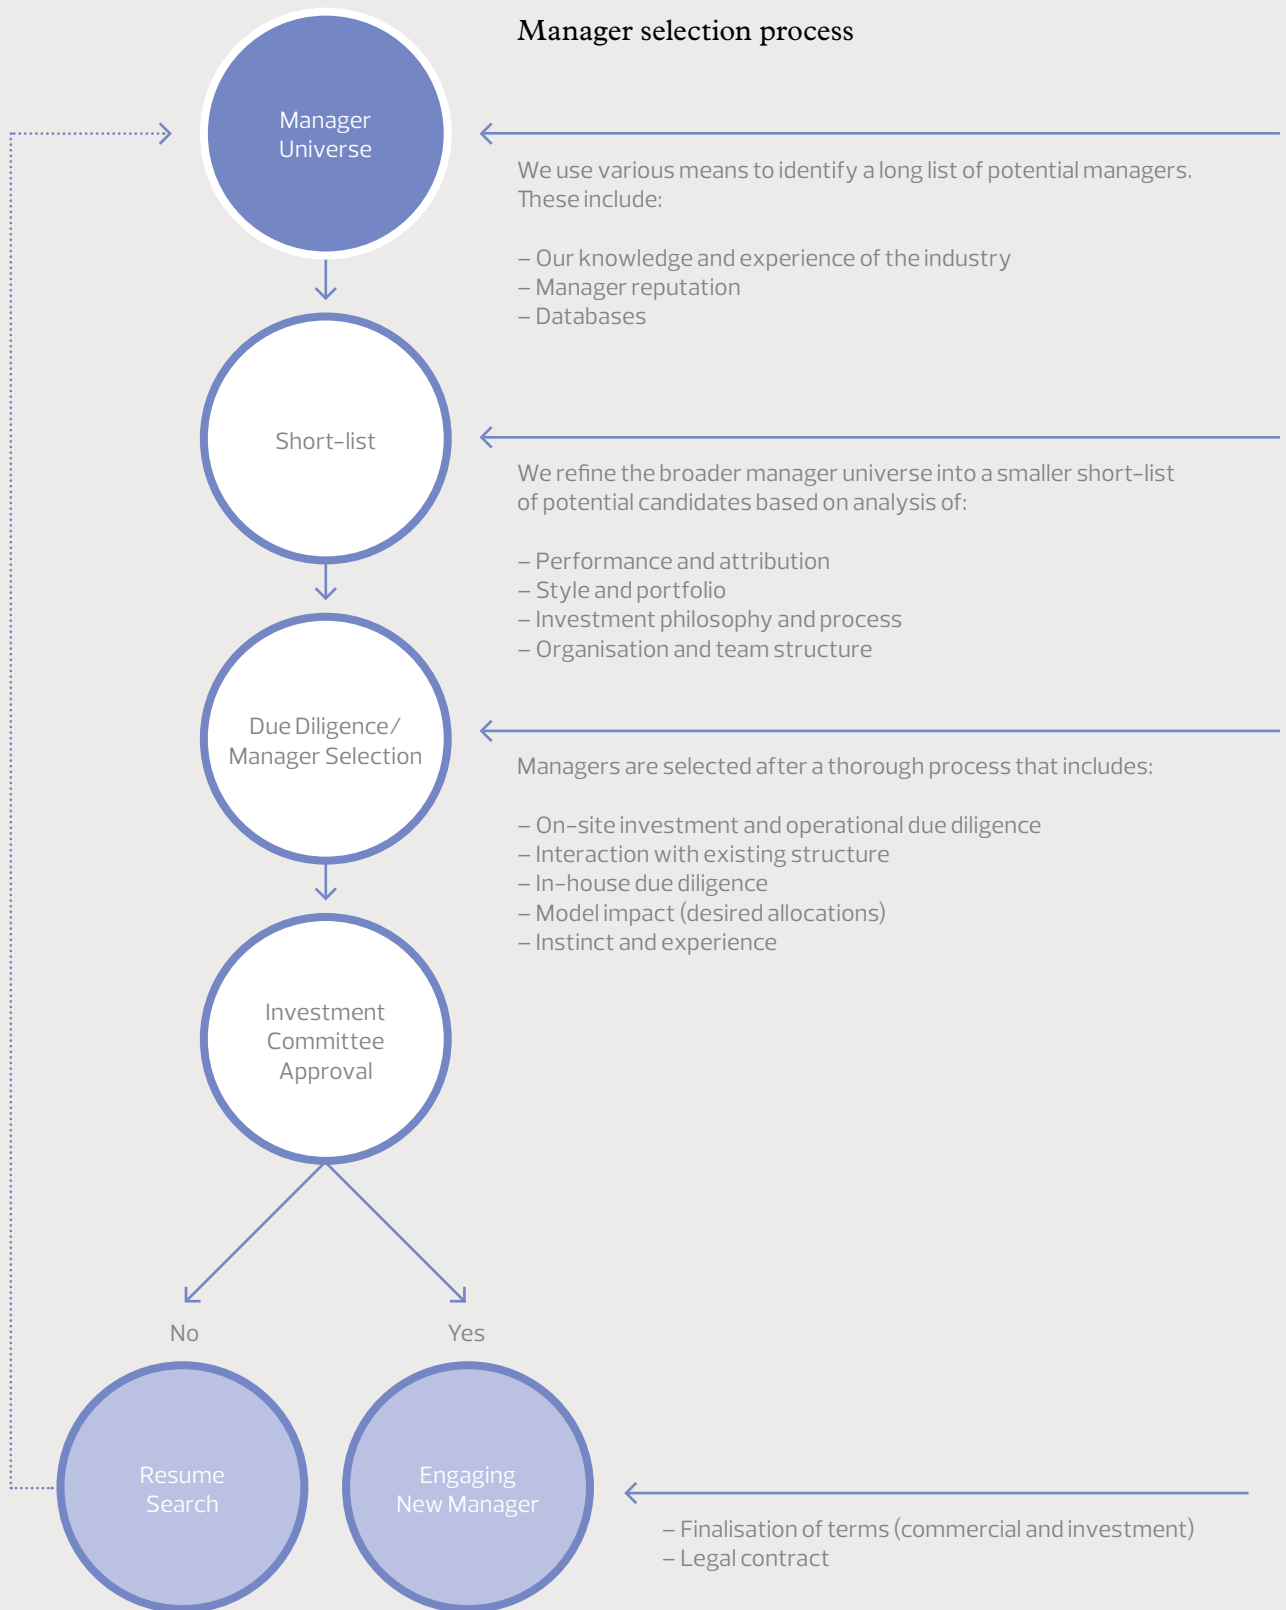 Manager selection process
Manager
Universe
We use various means to identify a long list of potential managers.
These include:
– Our knowledge and experience of the industry
– Manager reputation
– Databases
Short-list
We refine the broader manager universe into a smaller short-list
of potential candidates based on analysis of:
– Performance and attribution
– Style and portfolio
– Investment philosophy and process
– Organisation and team structure
Due Diligence/
Manager Selection
Managers are selected after a thorough process that includes:
– On-site investment and operational due diligence
– Interaction with existing structure
– In-house due diligence
– Model impact (desired allocations)
– Instinct and experience
Investment
Committee
Approval
No
Yes
Resume
Search
Engaging
New Manager
– Finalisation of terms (commercial and investment)
– Legal contract